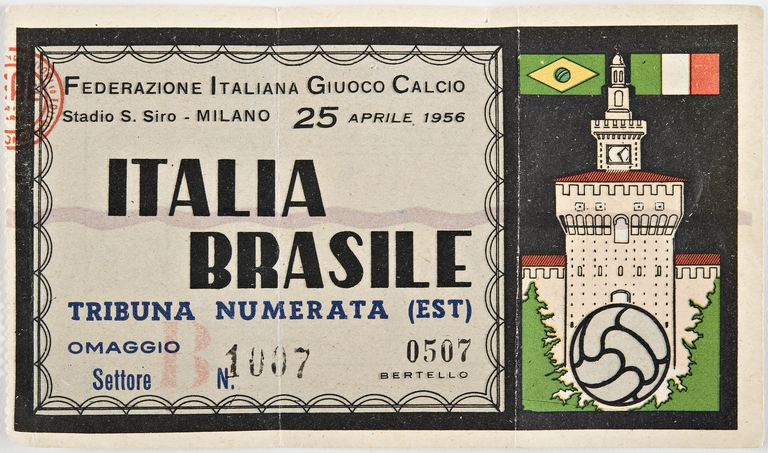 FEDERAZIONE ITALIANA GIUOCO CALCIO
Stadio S. Siro - MILANO 25 APRILE 1956
ITALIA
BRASILE
TRIBUNA NUMERATA (EST)
OMAGGIO
Settore B N. 1007 0507
BERTELLO